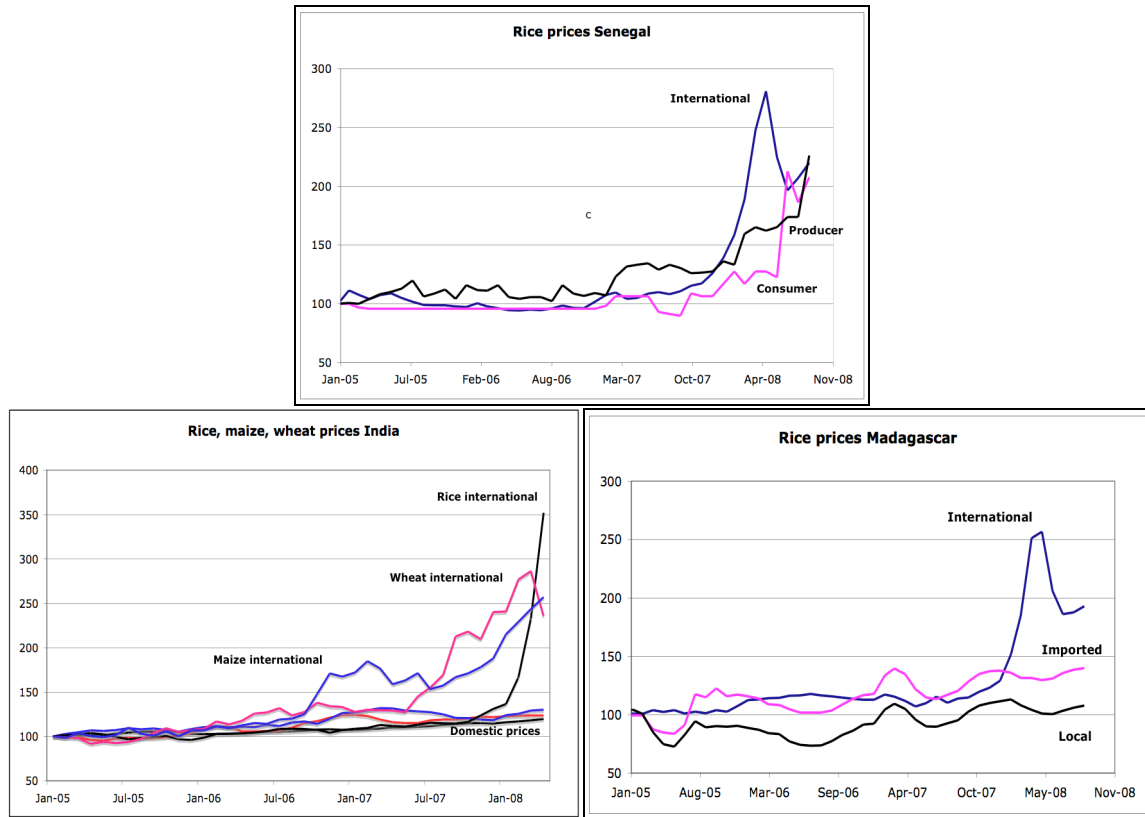 Rice prices Senegal
300
250
200
150
100
50
International
C
Producer
Consumer
Jan-05 Jul-05 Feb-06 Aug-06 Mar-07 Oct-07 Apr-08 Nov-08
Rice, maize, wheat prices India
400
350
300
250
200
150
100
50
Rice international
Wheat international
Maize international
Domestic prices
Jan-05 Jul-05 Jan-06 Jul-06 Jan-07 Jul-07 Jan-08
Rice prices Madagascar
300
250
200
150
100
50
International
Imported
Local
Jan-05 Aug-05 Mar-06 Sep-06 Apr-07 Oct-07 May-08 Nov-08